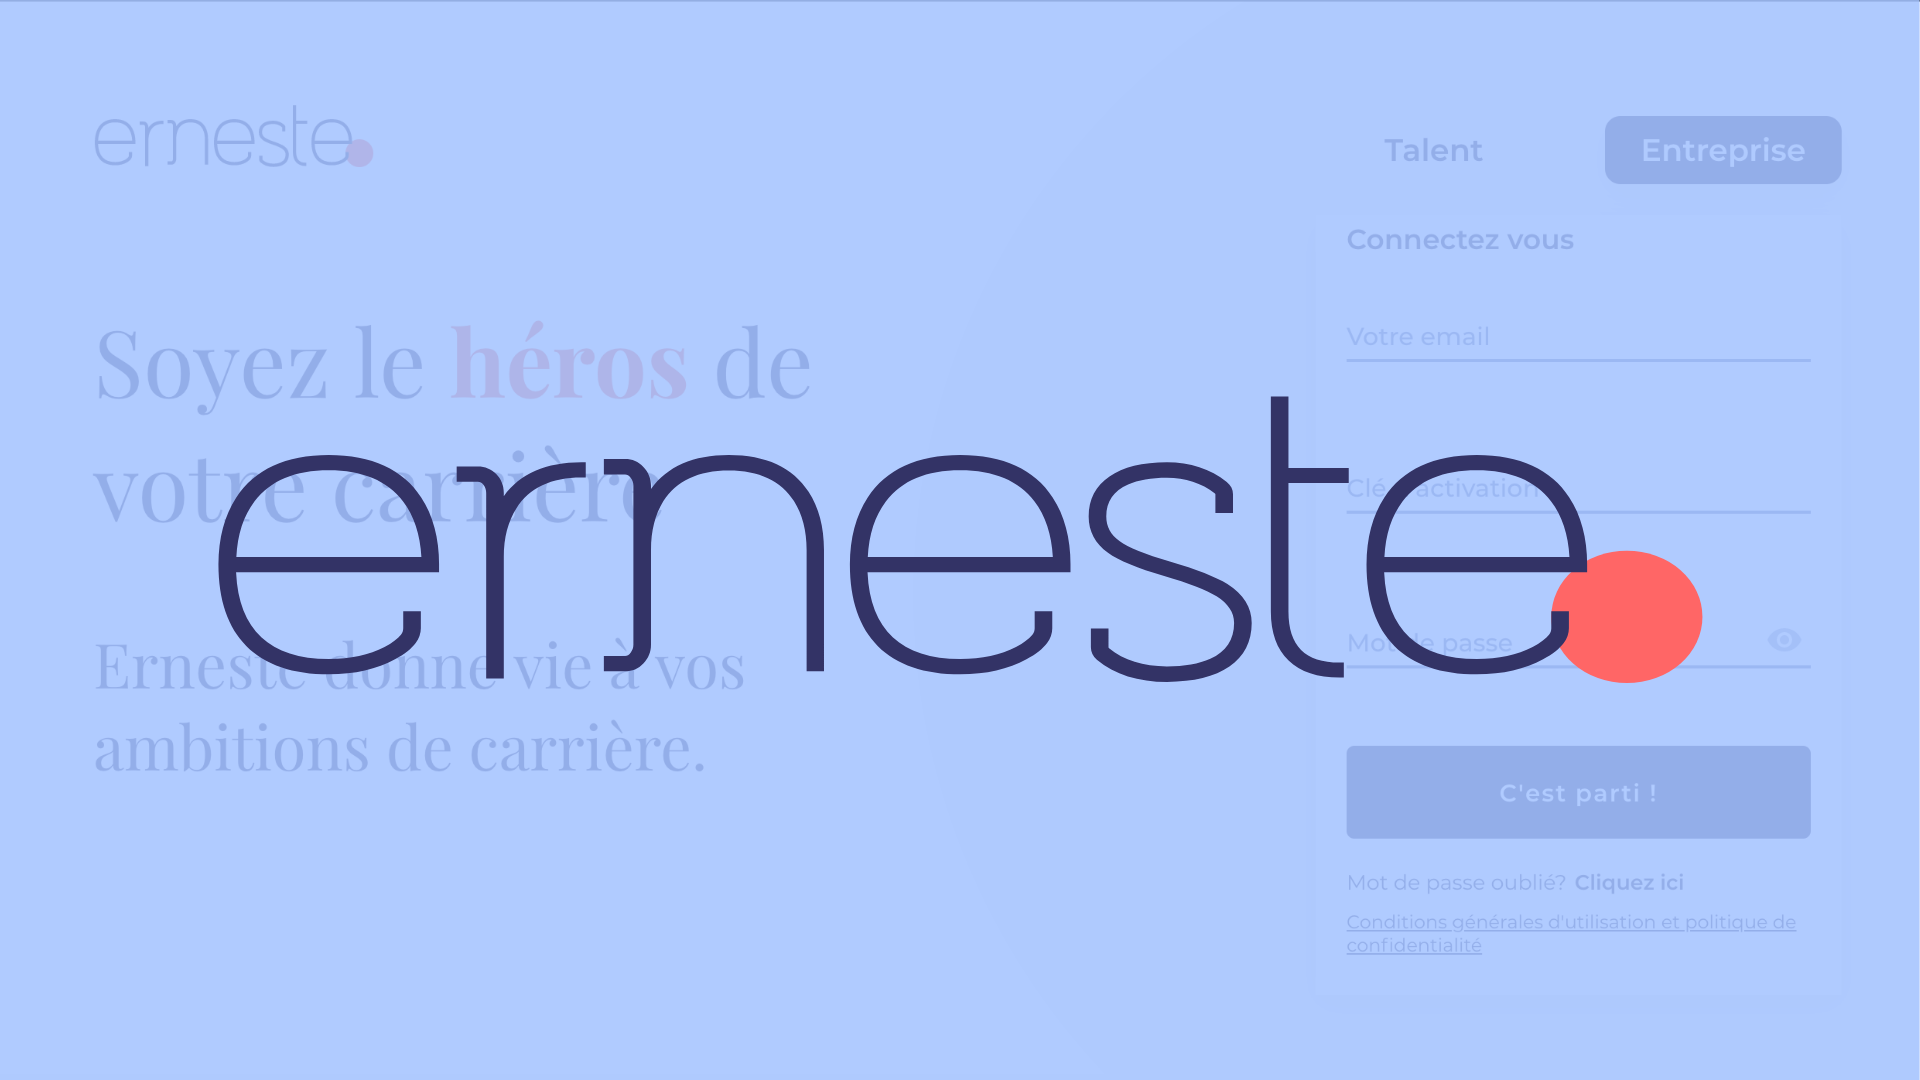 erneste
Talent
Entreprise
Connectez vous
Soyez le héros de
votre carrière
Votre email
erneste
Clé d'activation
Mot de passe
Erneste donne vie à vos
ambitions de carrière.
C'est parti !
Mot de passe oublié? Cliquez ici
Conditions générales d'utilisation et politique de
confidentialité